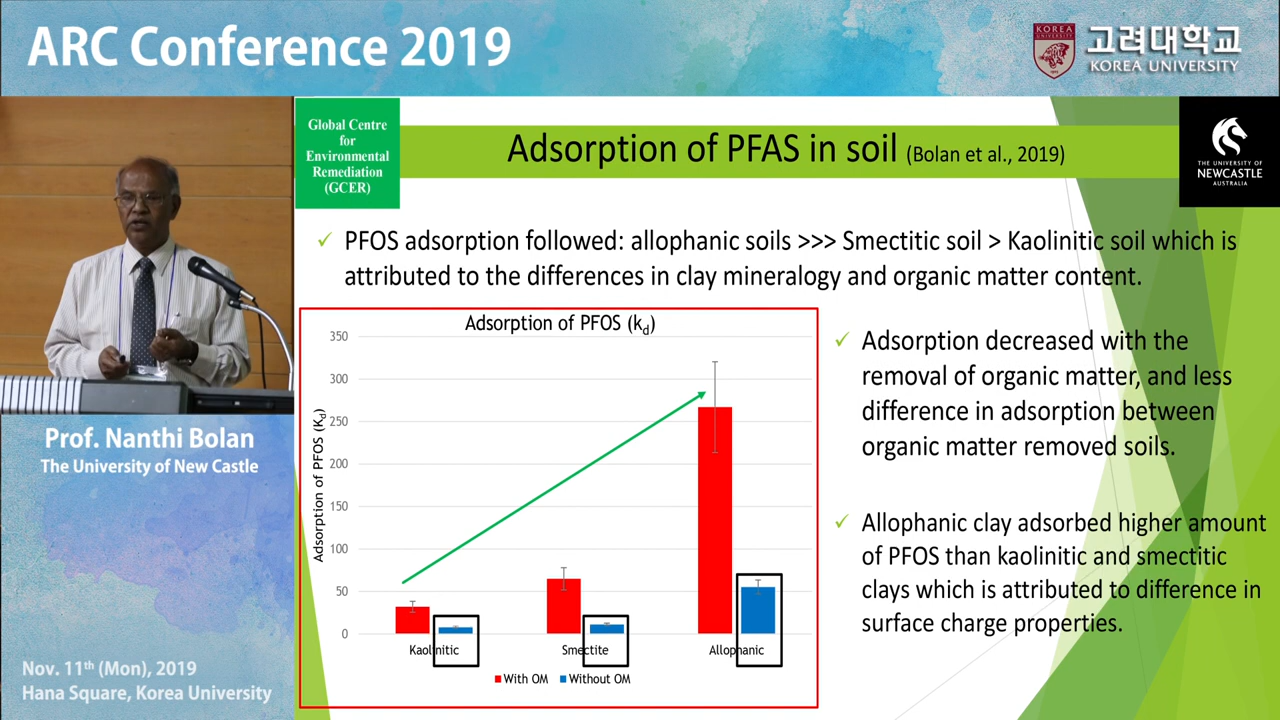 ARC Conference 2019
KOREA
UNIVERSITY
1905
고려대학교
KOREA UNIVERSITY
Global Centre
for
Environmental
Remediation
(GCER)
Adsorption of PFAS in soil (Bolan et al., 2019)
THE UNIVERSITY OF
NEWCASTLE
AUSTRALIA
✓ PFOS adsorption followed: allophanic soils >>> Smectitic soil > Kaolinitic soil which is
attributed to the differences in clay mineralogy and organic matter content.
Adsorption of PFOS (kd)
Adsorption of PFOS (Kd)
350
300
250
200
150
100
50
0
Kaolinitic
Smectite
Allophanic
With OM
Without OM
✓ Adsorption decreased with the
removal of organic matter, and less
difference in adsorption between
organic matter removed soils.
✓ Allophanic clay adsorbed higher amount
of PFOS than kaolinitic and smectitic
clays which is attributed to difference in
surface charge properties.
Prof. Nanthi Bolan
The University of New Castle
Nov. 11th (Mon), 2019
Hana Square, Korea University